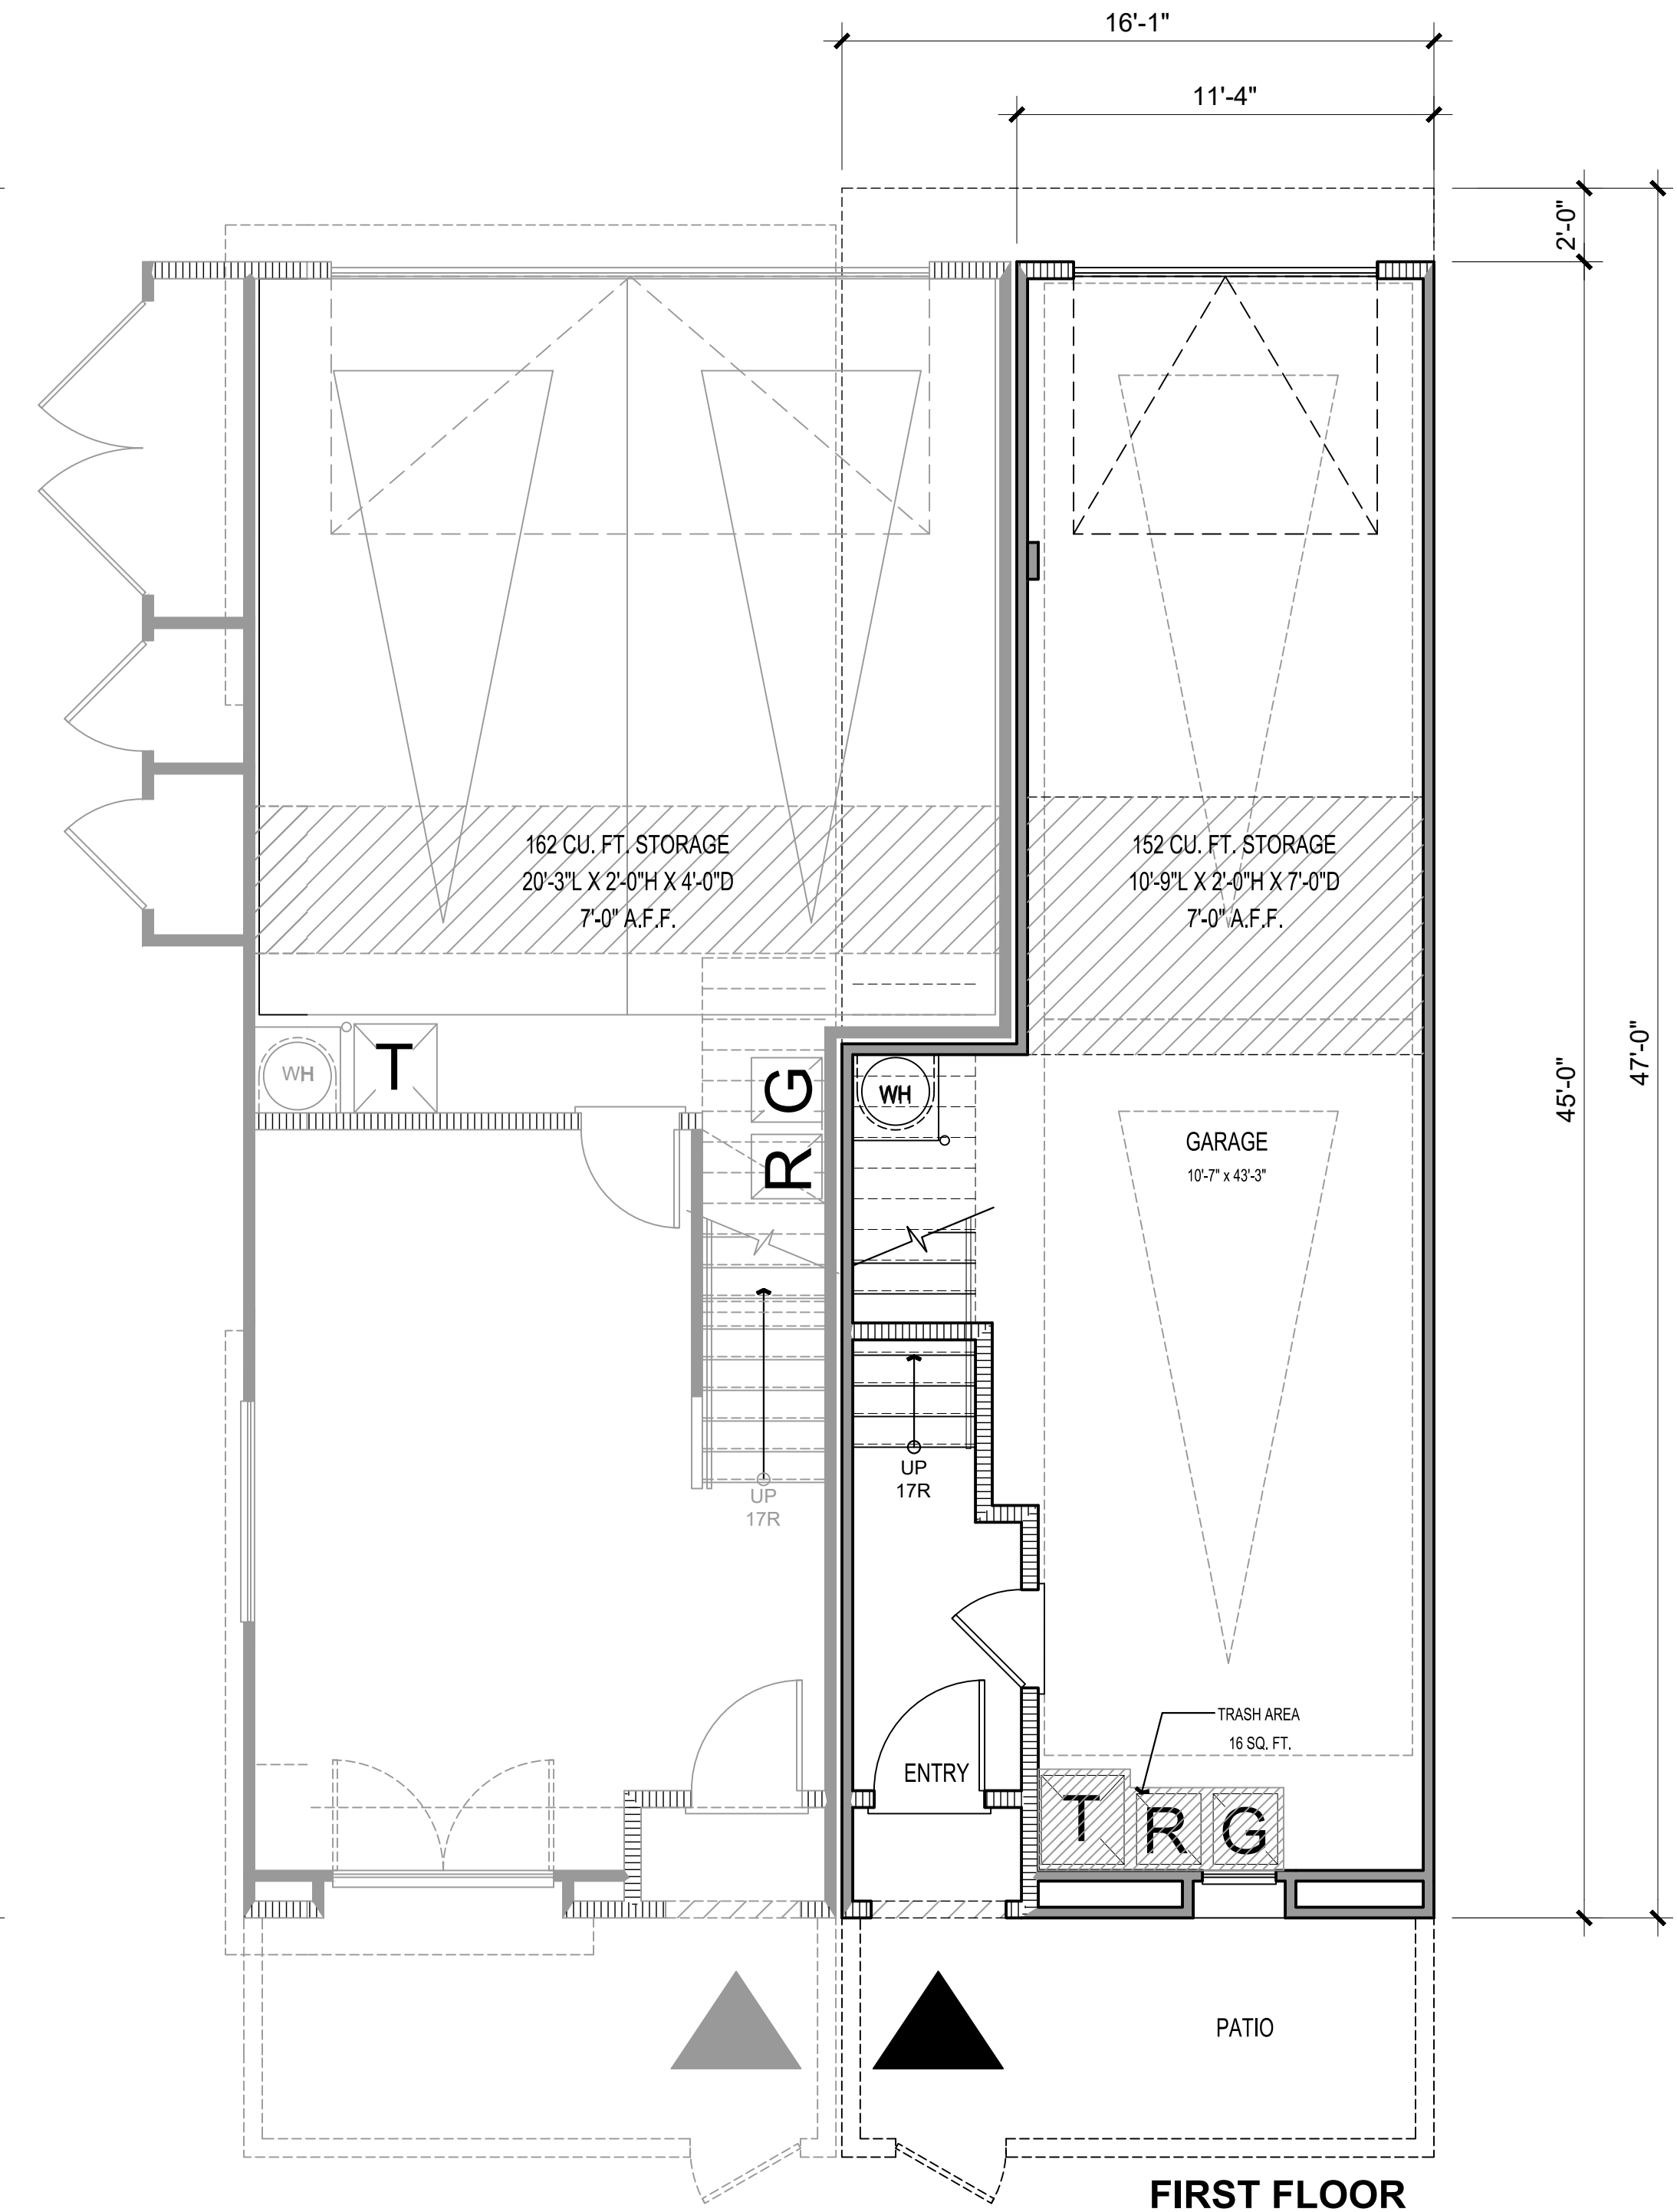 16'-1"
11'-4"
2'-0"
162 CU. FT. STORAGE
20'-3"L X 2'-0"H X 4'-0"D
7'-0" A.F.F.
152 CU. FT. STORAGE
10'-9"L X 2'-0"H X 7'-0"D
7'-0" A.F.F.
45'-0"
47'-0"
WH
T
G
R
WH
GARAGE
10'-7" x 43'-3"
UP
17R
UP
17R
TRASH AREA
16 SQ. FT.
ENTRY
T
R
G
PATIO
FIRST FLOOR